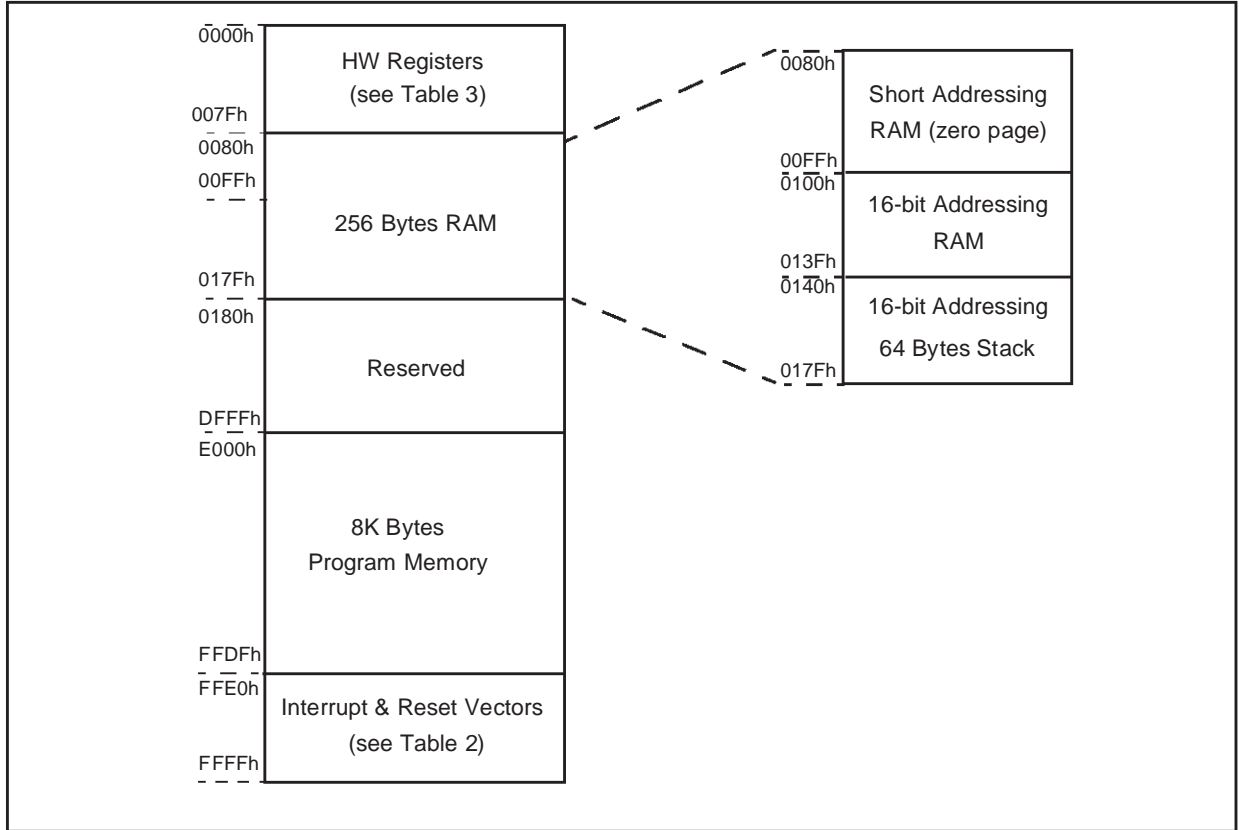 0000h
HW Registers
(see Table 3)
007Fh
0080h
00FFh
256 Bytes RAM
017Fh
0180h
Reserved
DFFFh
E000h
8K Bytes
Program Memory
FFDFh
FFE0h
Interrupt & Reset Vectors
(see Table 2)
FFFFh
0080h
Short Addressing
RAM (zero page)
00FFh
0100h
16-bit Addressing
RAM
013Fh
0140h
16-bit Addressing
64 Bytes Stack
017Fh